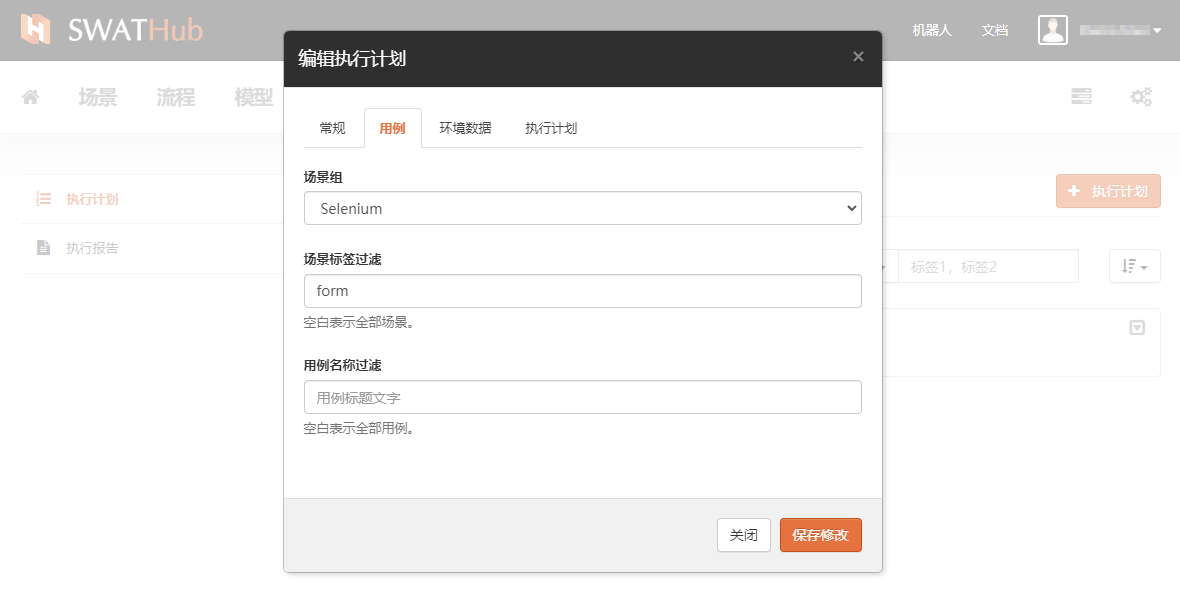 SWATHub
机器人
文档
场景
流程
模型
执行计划
执行报告
执行计划
标签1，标签2
编辑执行计划
×
常规
用例
环境数据
执行计划
场景组
Selenium
场景标签过滤
form
空白表示全部场景。
用例名称过滤
用例标题文字
空白表示全部用例。
关闭
保存修改